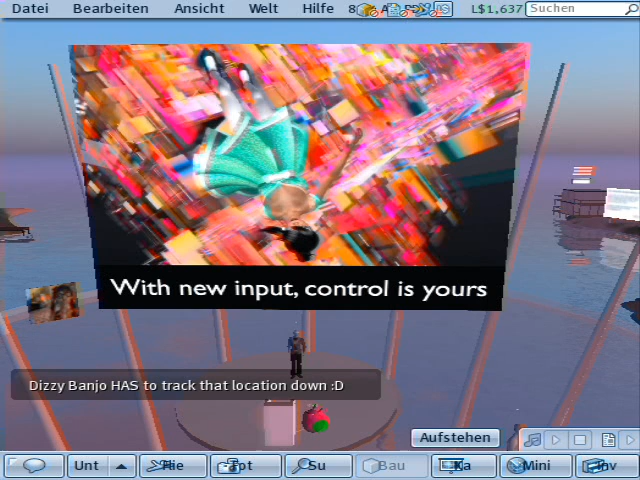 Datei Bearbeiten Ansicht Welt Hilfe
L$1,637 Suchen
With new input, control is yours
Dizzy Banjo HAS to track that location down :D
Aufstehen
Unt Bau Mini Inv